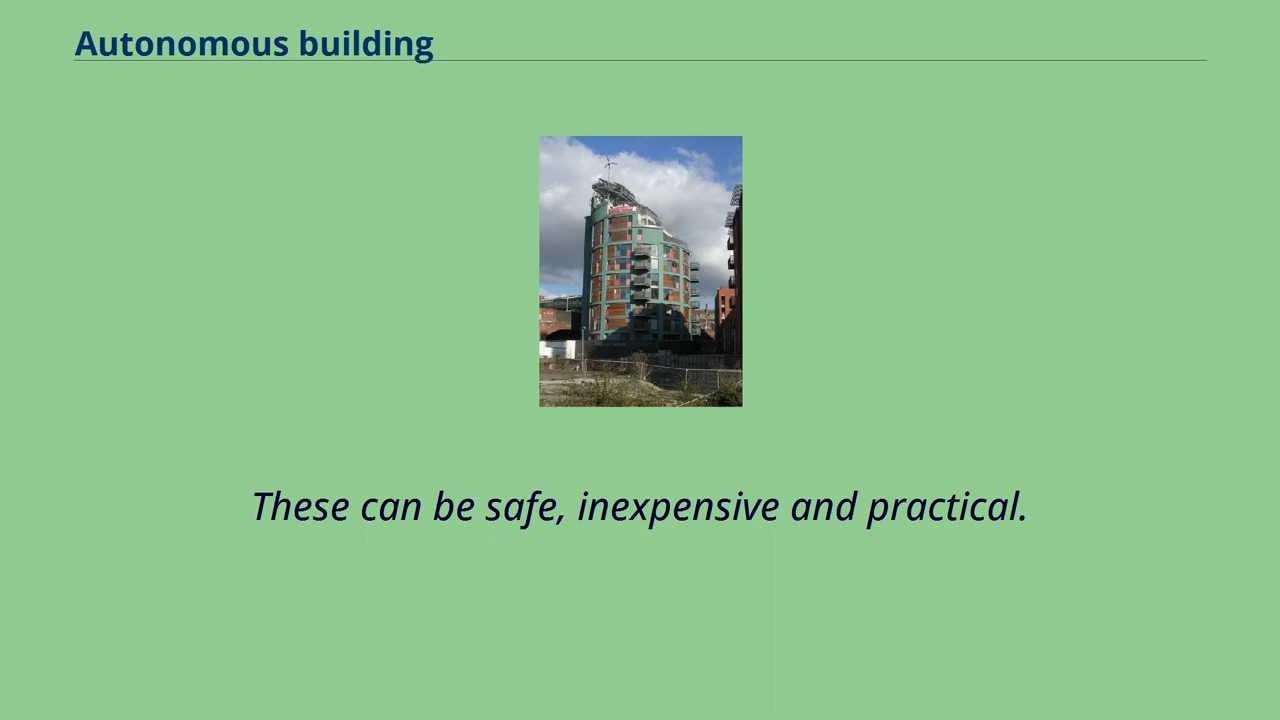 Autonomous building
These can be safe, inexpensive and practical.